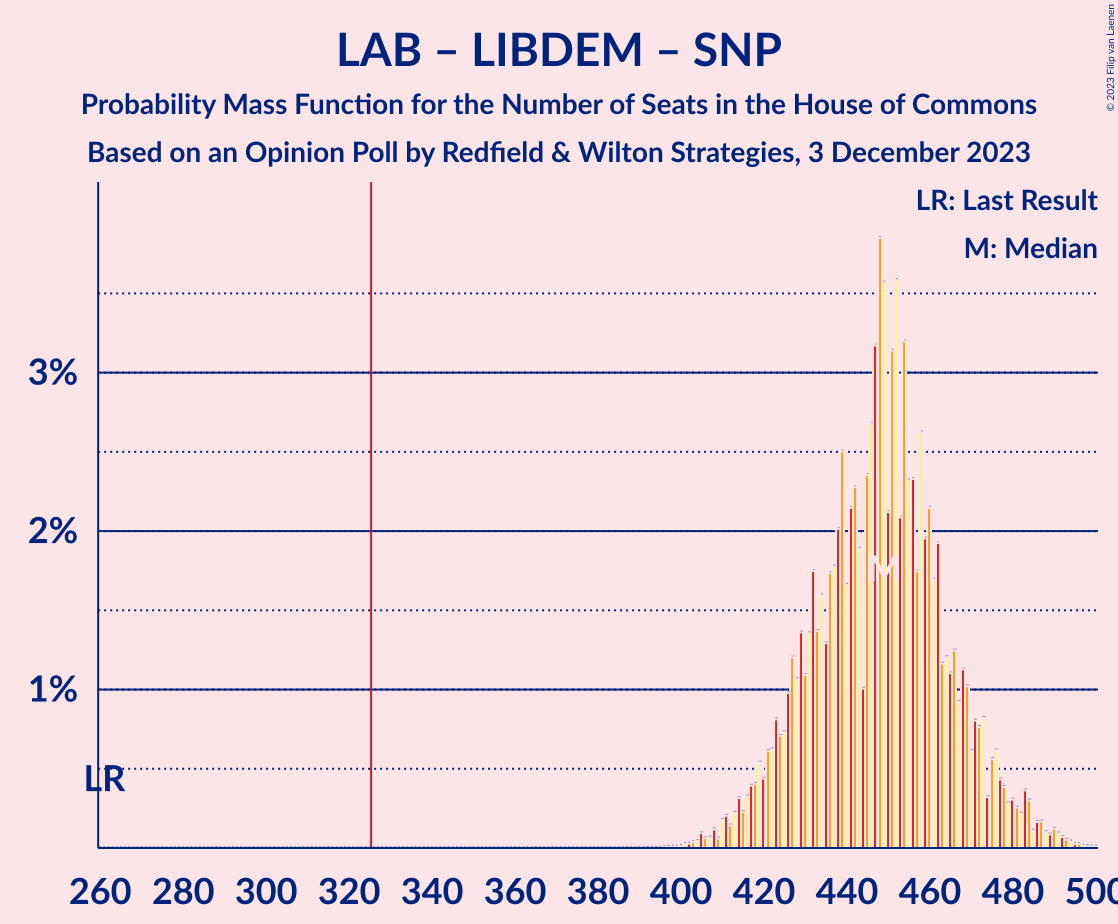 LAB – LIBDEM – SNP
Probability Mass Function for the Number of Seats in the House of Commons
Based on an Opinion Poll by Redfield & Wilton Strategies, 3 December 2023
© 2023 Filip van Laenen
LR: Last Result
M: Median
3%
2%
1%
M
LR
260 280 300 320 340 360 380 400 420 440 460 480 500